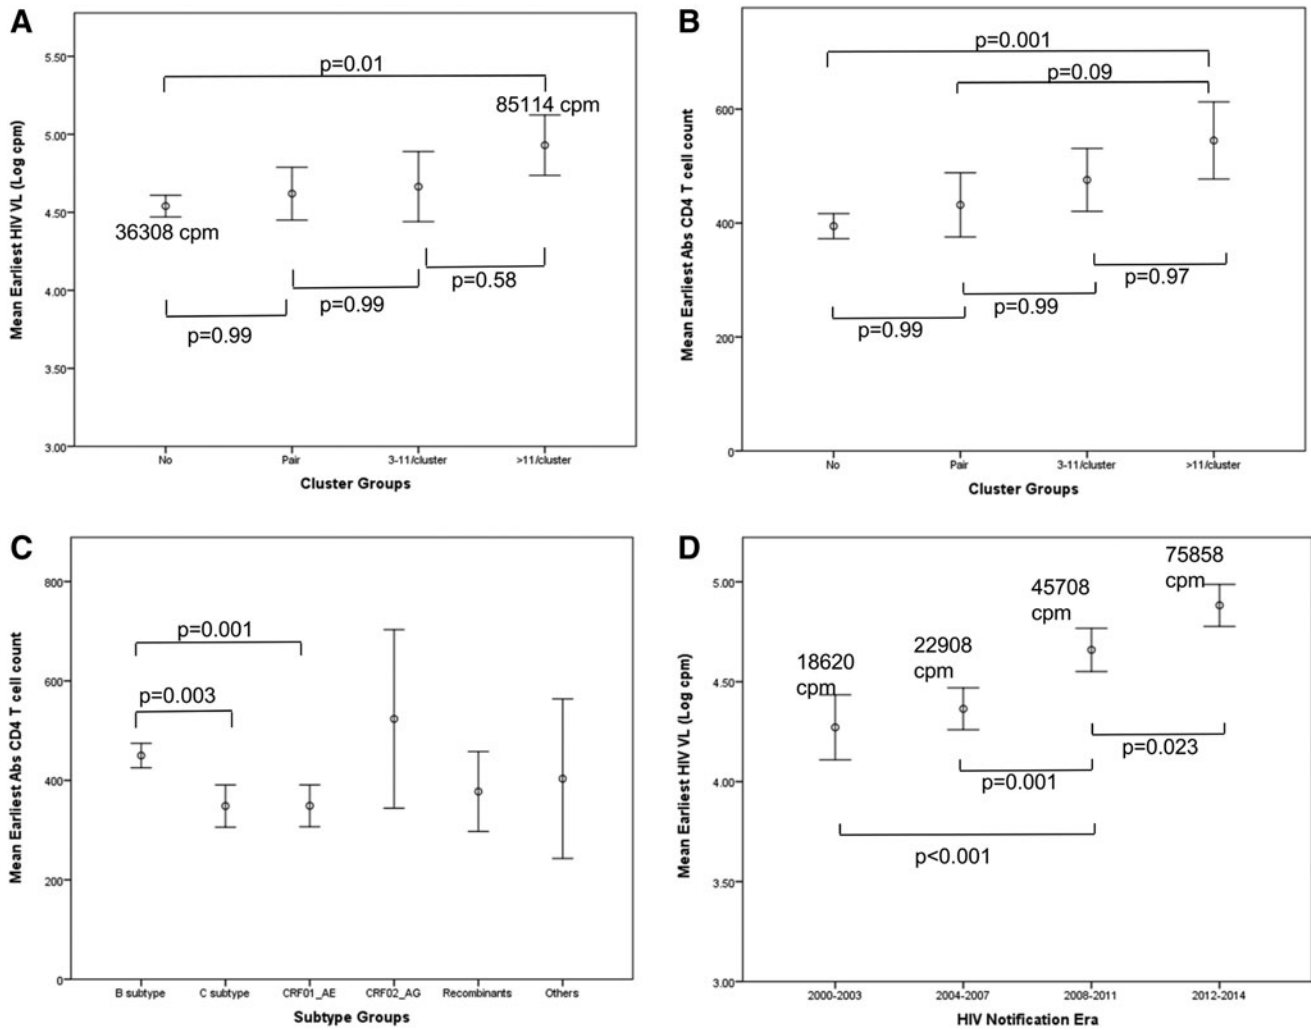 A
Mean Earliest HIV VL (Log cpm)
5.50
5.00
4.50
4.00
3.50
3.00
p=0.01
85114 cpm
36308 cpm
p=0.58
p=0.99
p=0.99
No
Pair
3-11/cluster
>11/cluster
Cluster Groups
B
Mean Earliest Abs CD4 T cell count
600
400
200
0
p=0.001
p=0.09
p=0.97
p=0.99
p=0.99
No
Pair
3-11/cluster
>11/cluster
Cluster Groups
C
Mean Earliest Abs CD4 T cell count
800
600
400
200
0
p=0.001
p=0.003
B subtype
C subtype
CRF01_AE
CRF02_AG
Recombinants
Others
Subtype Groups
D
Mean Earliest HIV VL (Log cpm)
5.00
4.50
4.00
3.50
3.00
75858
cpm
45708
cpm
22908
cpm
18620
cpm
p=0.023
p=0.001
p<0.001
2000-2003
2004-2007
2008-2011
2012-2014
HIV Notification Era